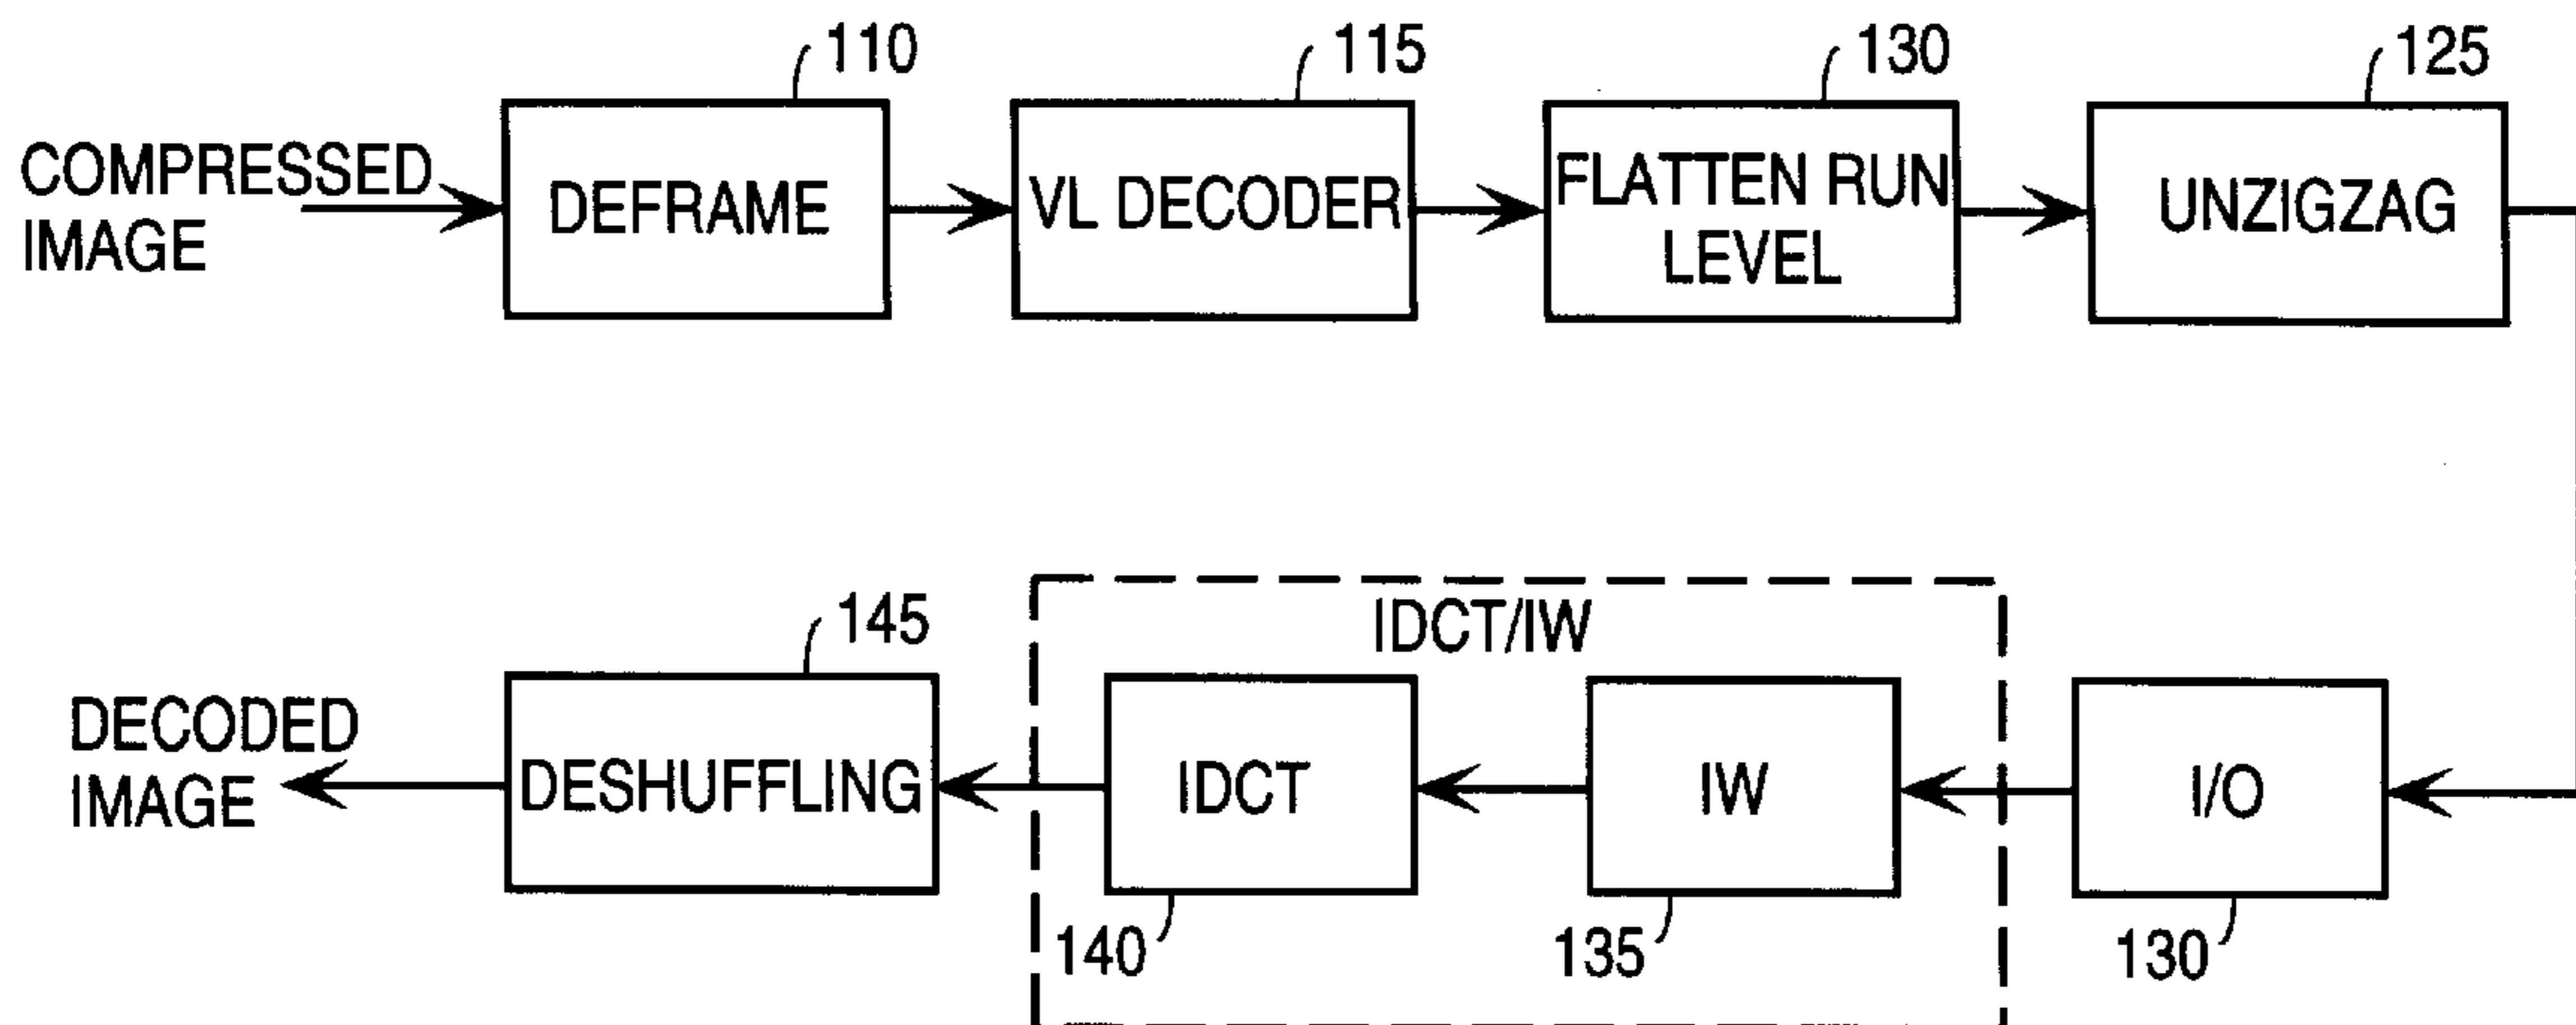 110
115
130
125
COMPRESSED
IMAGE
DEFRAME
VL DECODER
FLATTEN RUN
LEVEL
UNZIGZAG
145
IDCT/IW
DECODED
IMAGE
DESHUFFLING
IDCT
IW
I/O
140
135
130